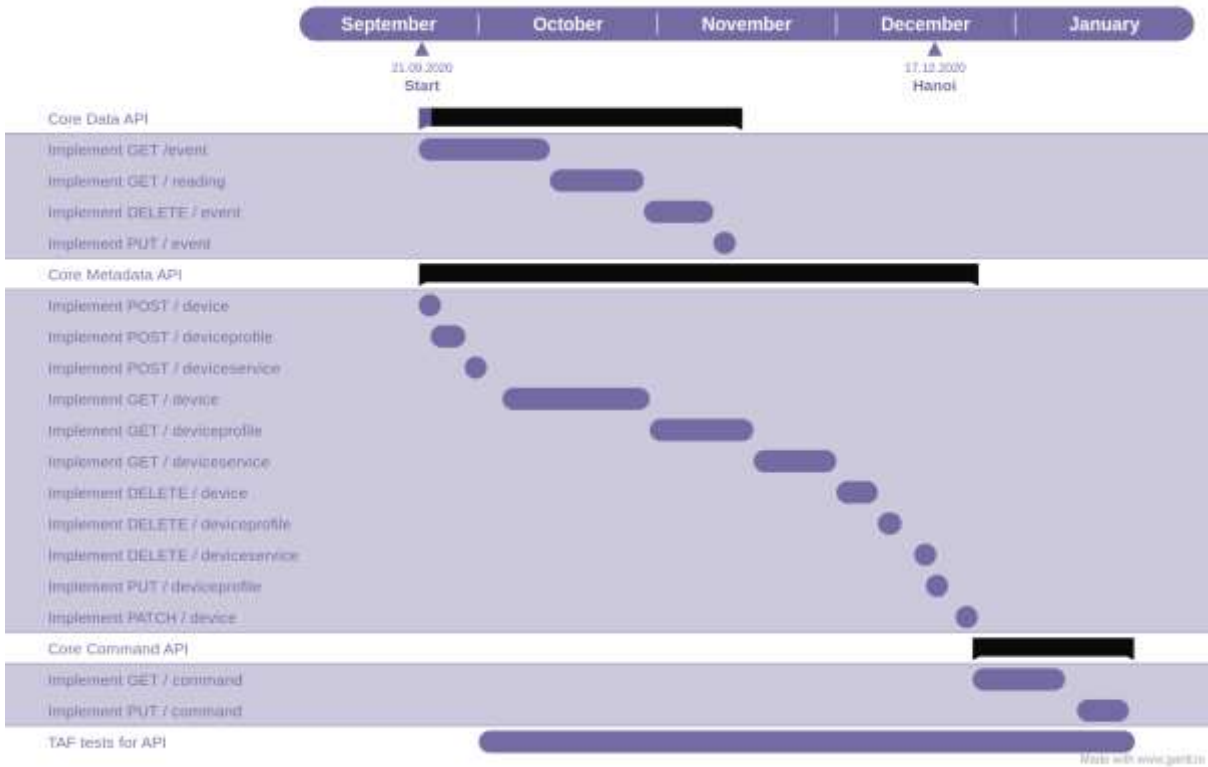 September October November December January
21.09.2020 17.12.2020
Start Hanoi
Core Data API
Implement GET /event
Implement GET / reading
Implement DELETE / event
Implement PUT / event
Core Metadata API
Implement POST / device
Implement POST / deviceprofile
Implement POST / deviceservice
Implement GET / device
Implement GET / deviceprofile
Implement GET / deviceservice
Implement DELETE / device
Implement DELETE / deviceprofile
Implement DELETE / deviceservice
Implement PUT / deviceprofile
Implement PATCH / device
Core Command API
Implement GET / command
Implement PUT / command
TAF tests for API
Made with